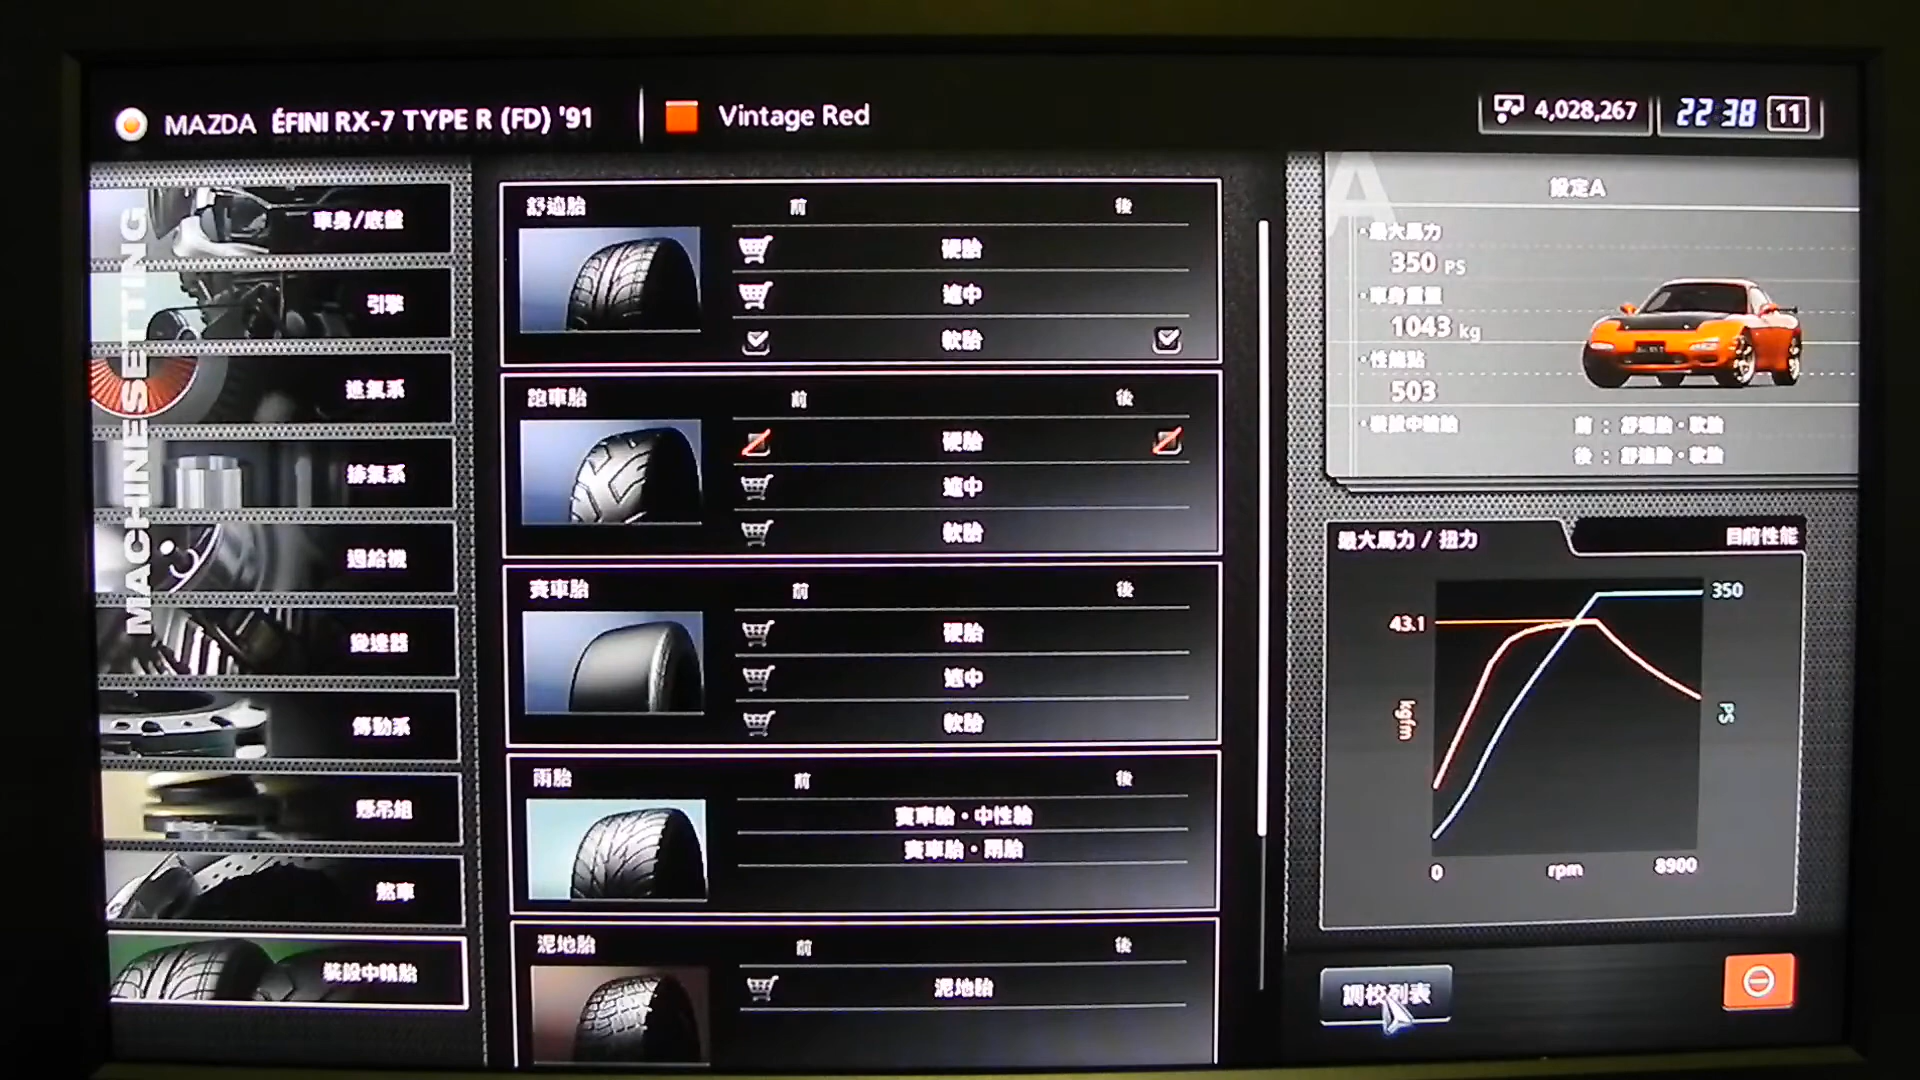 MAZDA ÉFINI RX-7 TYPE R (FD) '91
Vintage Red
4,028,267
22 38 11
MACHINE SETTING
車身/底盤
引擎
進氣系
排氣系
過給機
變速器
傳動系
懸吊組
煞車
裝設中輪胎
舒適胎 前 後
硬胎
適中
軟胎
跑車胎 前 後
硬胎
適中
軟胎
賽車胎 前 後
硬胎
適中
軟胎
雨胎 前 後
賽車胎・中性胎
賽車胎・雨胎
泥地胎 前 後
泥地胎
A
設定A
・最大馬力
350 PS
・車身重量
1043 kg
・性能點
503
・裝設中輪胎 前：舒適胎・軟胎
後：舒適胎・軟胎
最大馬力 / 扭力 目前性能
350
43.1
kgfm
PS
0 rpm 8900
調校列表